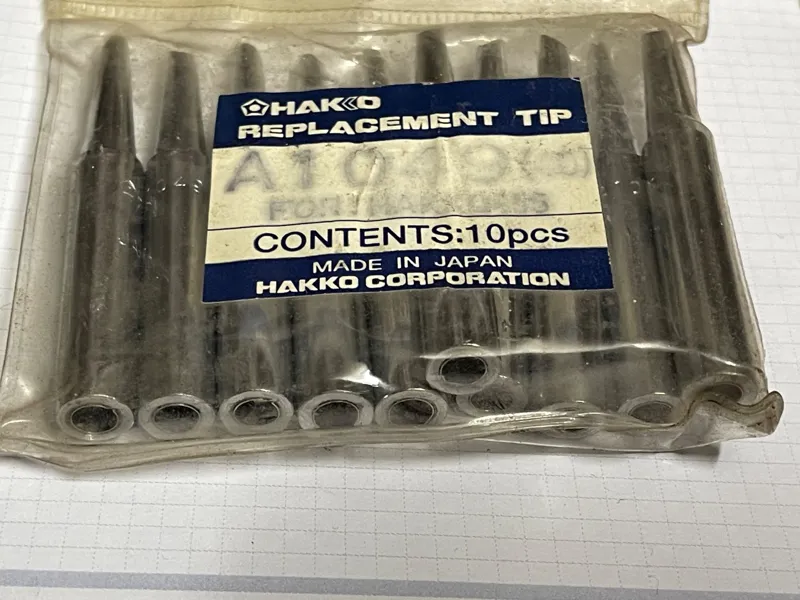 HAKKO
REPLACEMENT TIP
CONTENTS:10pcs
MADE IN JAPAN
HAKKO CORPORATION